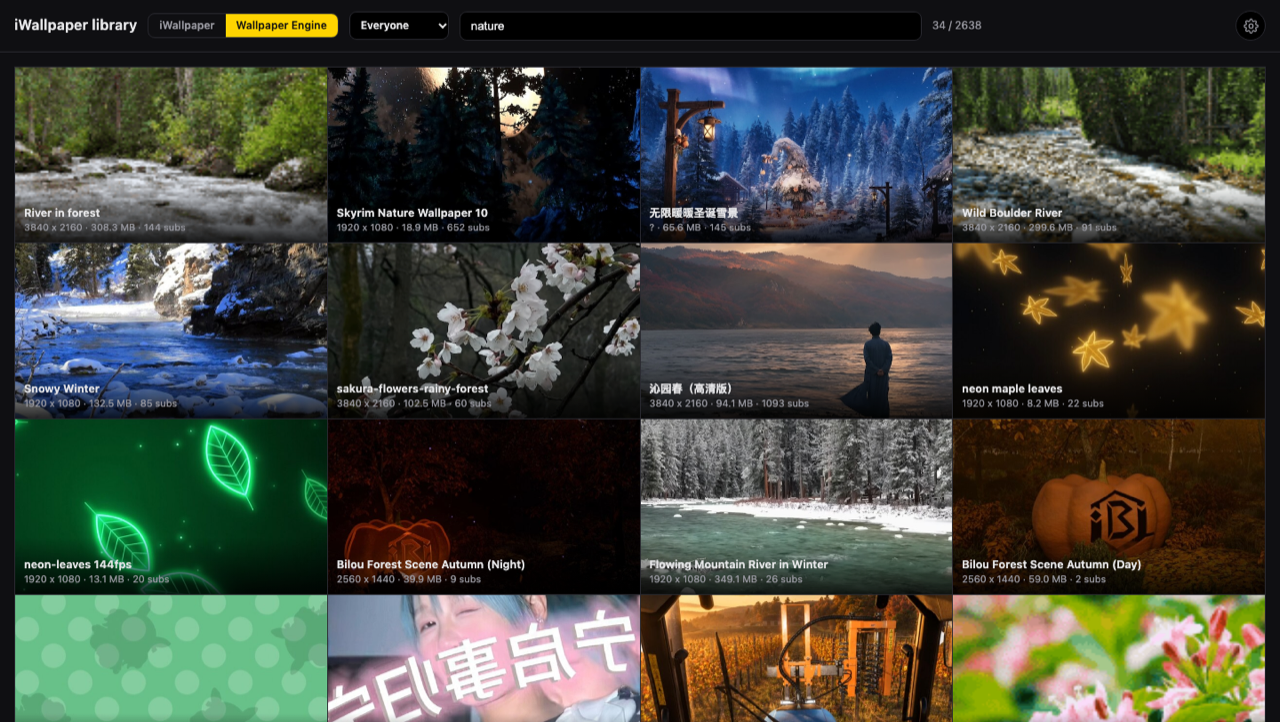 iWallpaper library
iWallpaper
Wallpaper Engine
Everyone
nature
34 / 2638
River in forest
3840 x 2160 · 308.3 MB · 144 subs
Skyrim Nature Wallpaper 10
1920 x 1080 · 18.9 MB · 652 subs
无限暖暖圣诞雪景
? · 65.6 MB · 145 subs
Wild Boulder River
3840 x 2160 · 299.6 MB · 91 subs
Snowy Winter
1920 x 1080 · 132.5 MB · 85 subs
sakura-flowers-rainy-forest
3840 x 2160 · 102.5 MB · 60 subs
沁园春（高清版）
3840 x 2160 · 94.1 MB · 1093 subs
neon maple leaves
1920 x 1080 · 8.2 MB · 22 subs
neon-leaves 144fps
1920 x 1080 · 13.1 MB · 20 subs
Bilou Forest Scene Autumn (Night)
2560 x 1440 · 39.9 MB · 9 subs
Flowing Mountain River in Winter
1920 x 1080 · 349.1 MB · 26 subs
Bilou Forest Scene Autumn (Day)
2560 x 1440 · 59.0 MB · 2 subs